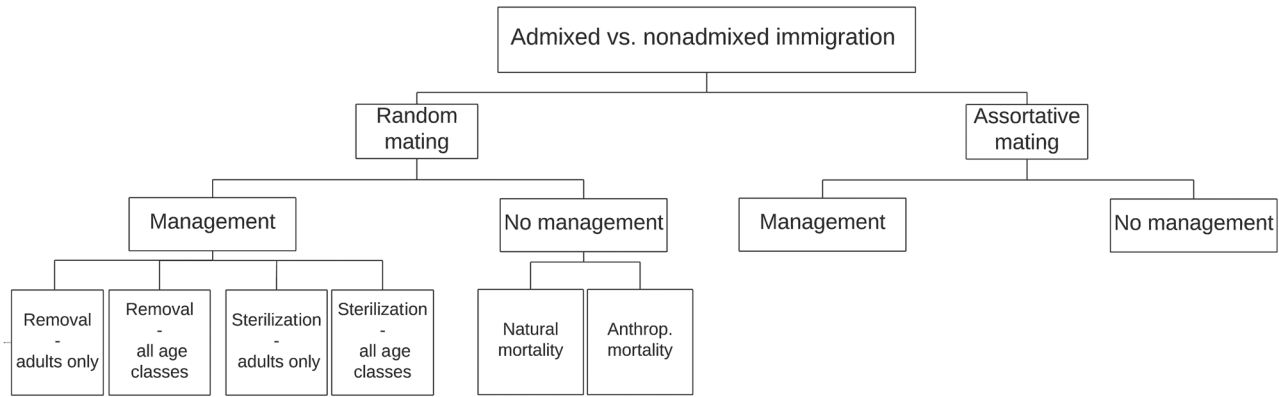 Admixed vs. nonadmixed immigration
Random
mating
Assortative
mating
Management
No management
Management
No management
Removal
-
adults only
Removal
-
all age
classes
Sterilization
-
adults only
Sterilization
-
all age
classes
Natural
mortality
Anthrop.
mortality